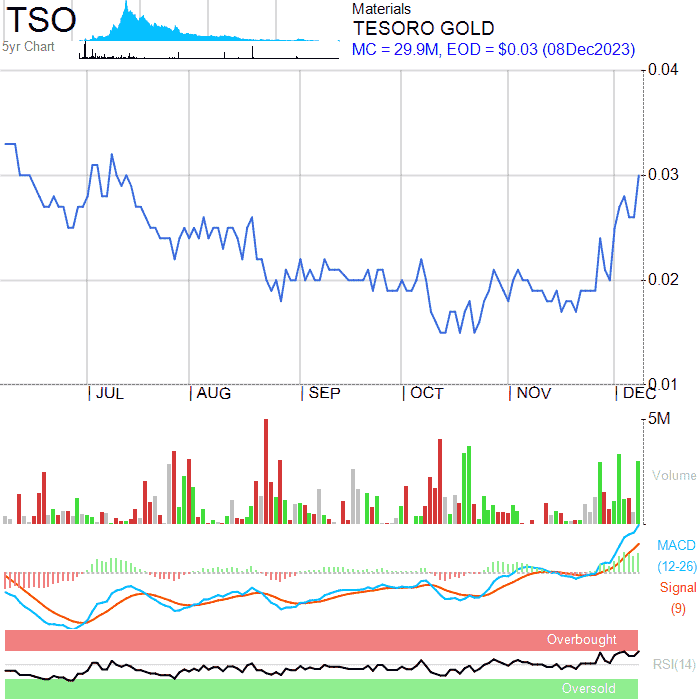 TSO
5yr Chart
Materials
TESORO GOLD
MC = 29.9M, EOD = $0.03 (08Dec2023)
0.04
0.03
0.02
0.01
JUL AUG SEP OCT NOV DEC
5M
Volume
MACD
(12-26)
Signal
(9)
Overbought
RSI(14)
Oversold